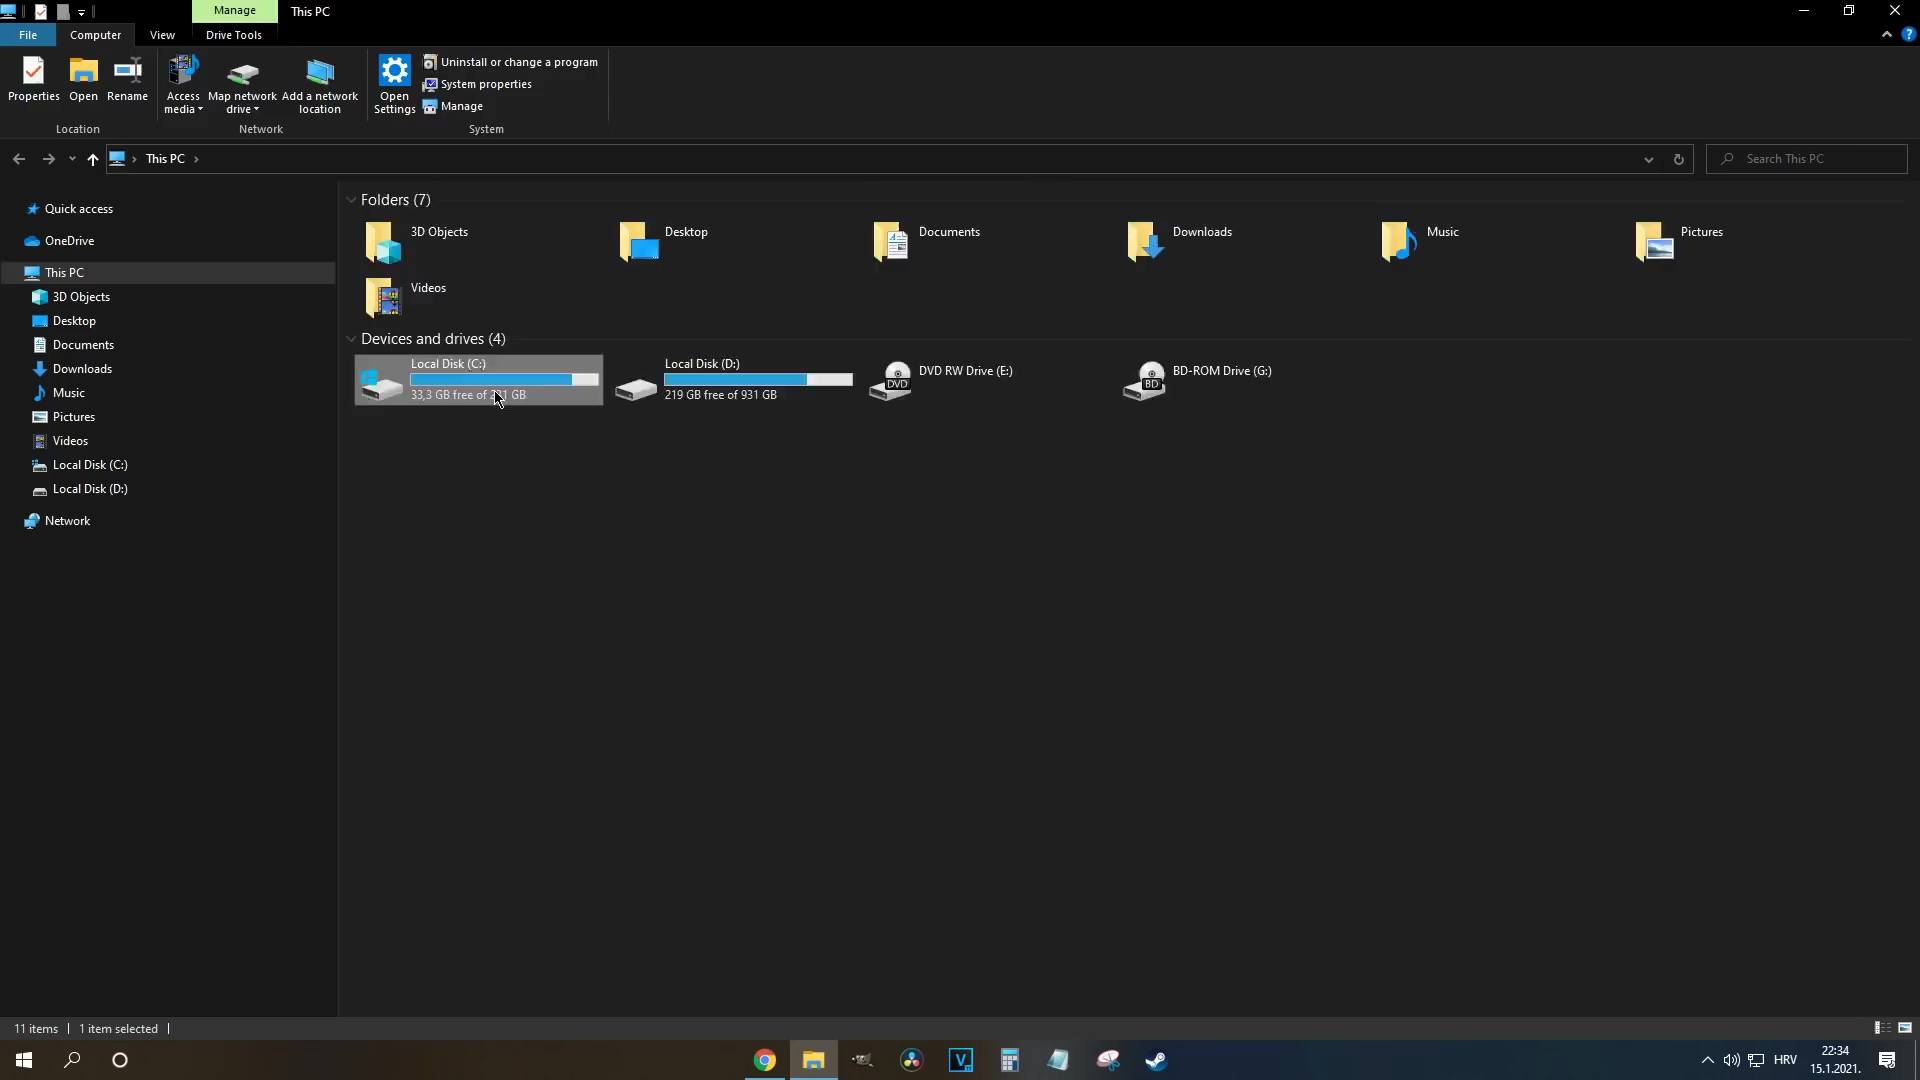 Manage
This PC
File
Computer
View
Drive Tools
Properties
Open
Rename
Access media
Map network drive
Add a network location
Open Settings
Uninstall or change a program
System properties
Manage
Location
Network
System
This PC
Search This PC
Quick access
OneDrive
This PC
3D Objects
Desktop
Documents
Downloads
Music
Pictures
Videos
Local Disk (C:)
Local Disk (D:)
Network
Folders (7)
3D Objects
Desktop
Documents
Downloads
Music
Pictures
Videos
Devices and drives (4)
Local Disk (C:)
33,3 GB free of GB
Local Disk (D:)
219 GB free of 931 GB
DVD RW Drive (E:)
DVD
BD-ROM Drive (G:)
BD
11 items
1 item selected
HRV
22:34
15.1.2021.